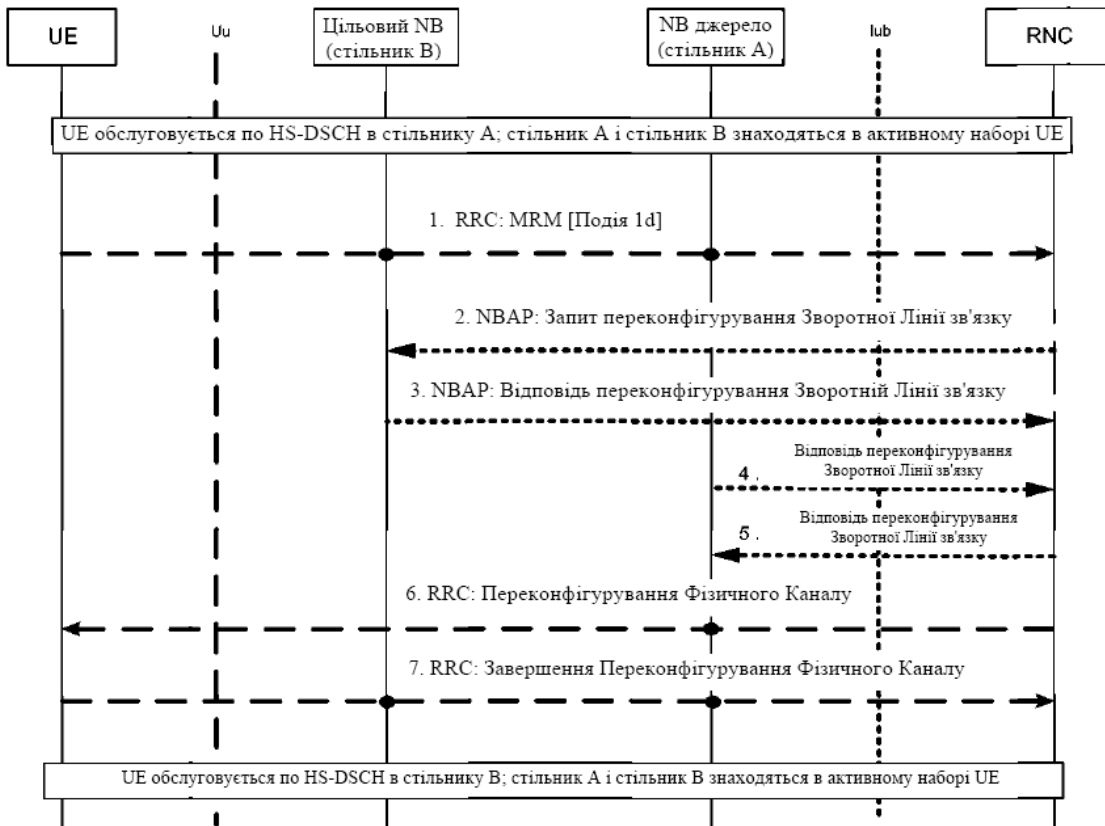 UE
Uu
Цільовий NB
(стільник B)
NB джерело
(стільник A)
Iub
RNC
UE обслуговується по HS-DSCH в стільнику A; стільник A і стільник B знаходяться в активному наборі UE
1. RRC: MRM [Подія 1d]
2. NBAP: Запит переконфігурування Зворотної Лінії зв'язку
3. NBAP: Відповідь переконфігурування Зворотній Лінії зв'язку
Відповідь переконфігурування
Зворотної Лінії зв'язку
4 .
Відповідь переконфігурування
Зворотної Лінії зв'язку
5 .
6. RRC: Переконфігурування Фізичного Каналу
7. RRC: Завершення Переконфігурування Фізичного Каналу
UE обслуговується по HS-DSCH в стільнику B; стільник A і стільник B знаходяться в активному наборі UE